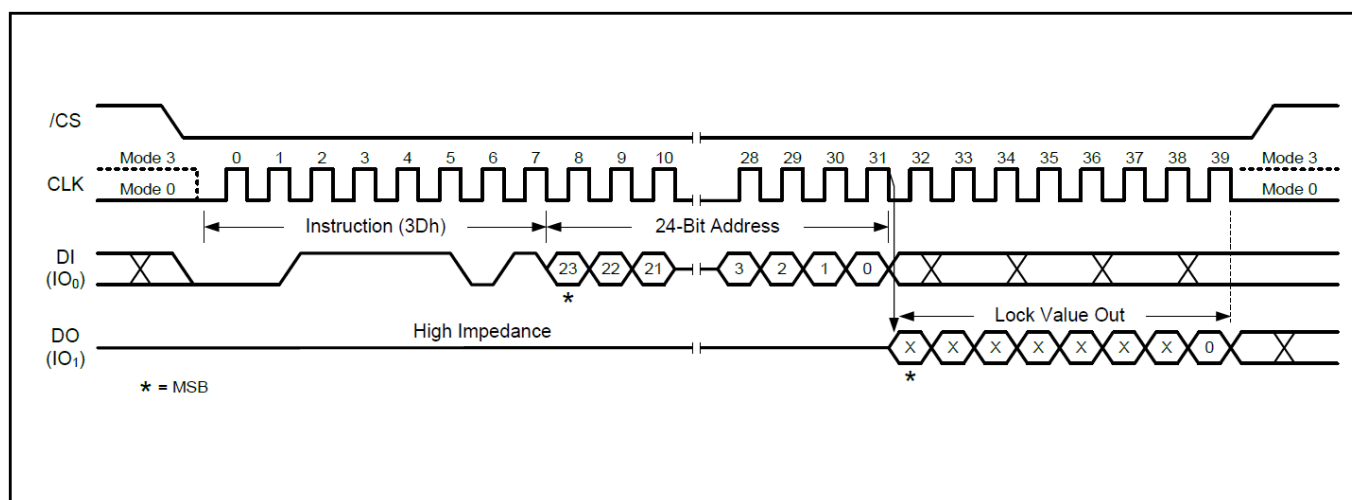 /CS
Mode 3 0 1 2 3 4 5 6 7 8 9 10 28 29 30 31 32 33 34 35 36 37 38 39 Mode 3
CLK
Mode 0 Mode 0
Instruction (3Dh) 24-Bit Address
DI
(IO₀)
23 22 21 3 2 1 0
*
High Impedance
Lock Value Out
DO
(IO₁)
X X X X X X X 0
*
* = MSB